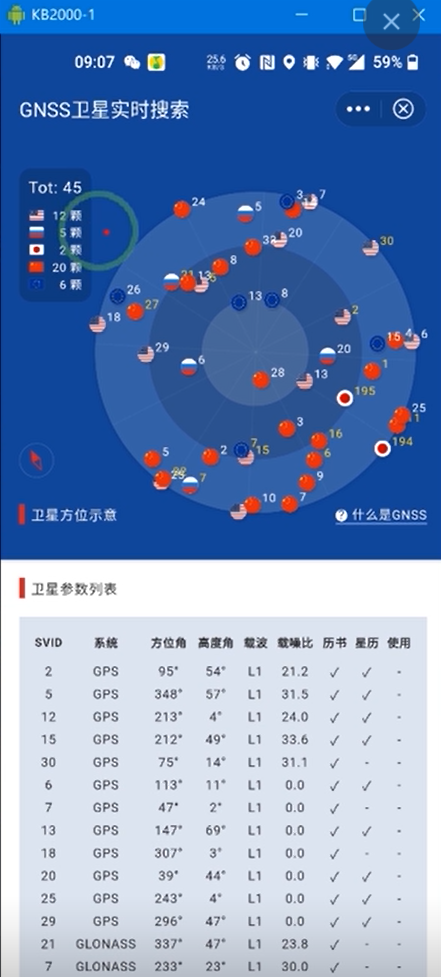 KB2000-1
09:07 25.6 KB/S 5G 59%
GNSS卫星实时搜索
Tot: 45
12 颗
5 颗
2 颗
20 颗
6 颗
24
5
3
7
33
20
30
8
21
13
5
26
27
18
13
8
2
29
6
20
15
4
6
28
13
1
195
25
11
3
16
194
5
2
7
15
6
7
9
10
7
卫星方位示意
? 什么是GNSS
卫星参数列表
SVID 系统 方位角 高度角 载波 载噪比 历书 星历 使用
2 GPS 95° 54° L1 21.2 ✓ ✓ -
5 GPS 348° 57° L1 31.5 ✓ ✓ -
12 GPS 213° 4° L1 24.0 ✓ ✓ -
15 GPS 212° 49° L1 33.6 ✓ ✓ -
30 GPS 75° 14° L1 31.1 ✓ - -
6 GPS 113° 11° L1 0.0 ✓ ✓ -
7 GPS 47° 2° L1 0.0 ✓ - -
13 GPS 147° 69° L1 0.0 ✓ ✓ -
18 GPS 307° 3° L1 0.0 ✓ - -
20 GPS 39° 44° L1 0.0 ✓ ✓ -
25 GPS 243° 4° L1 0.0 ✓ ✓ -
29 GPS 296° 47° L1 0.0 ✓ ✓ -
21 GLONASS 337° 47° L1 23.8 ✓ - -
7 GLONASS 233° 23° L1 30.0 ✓ - -